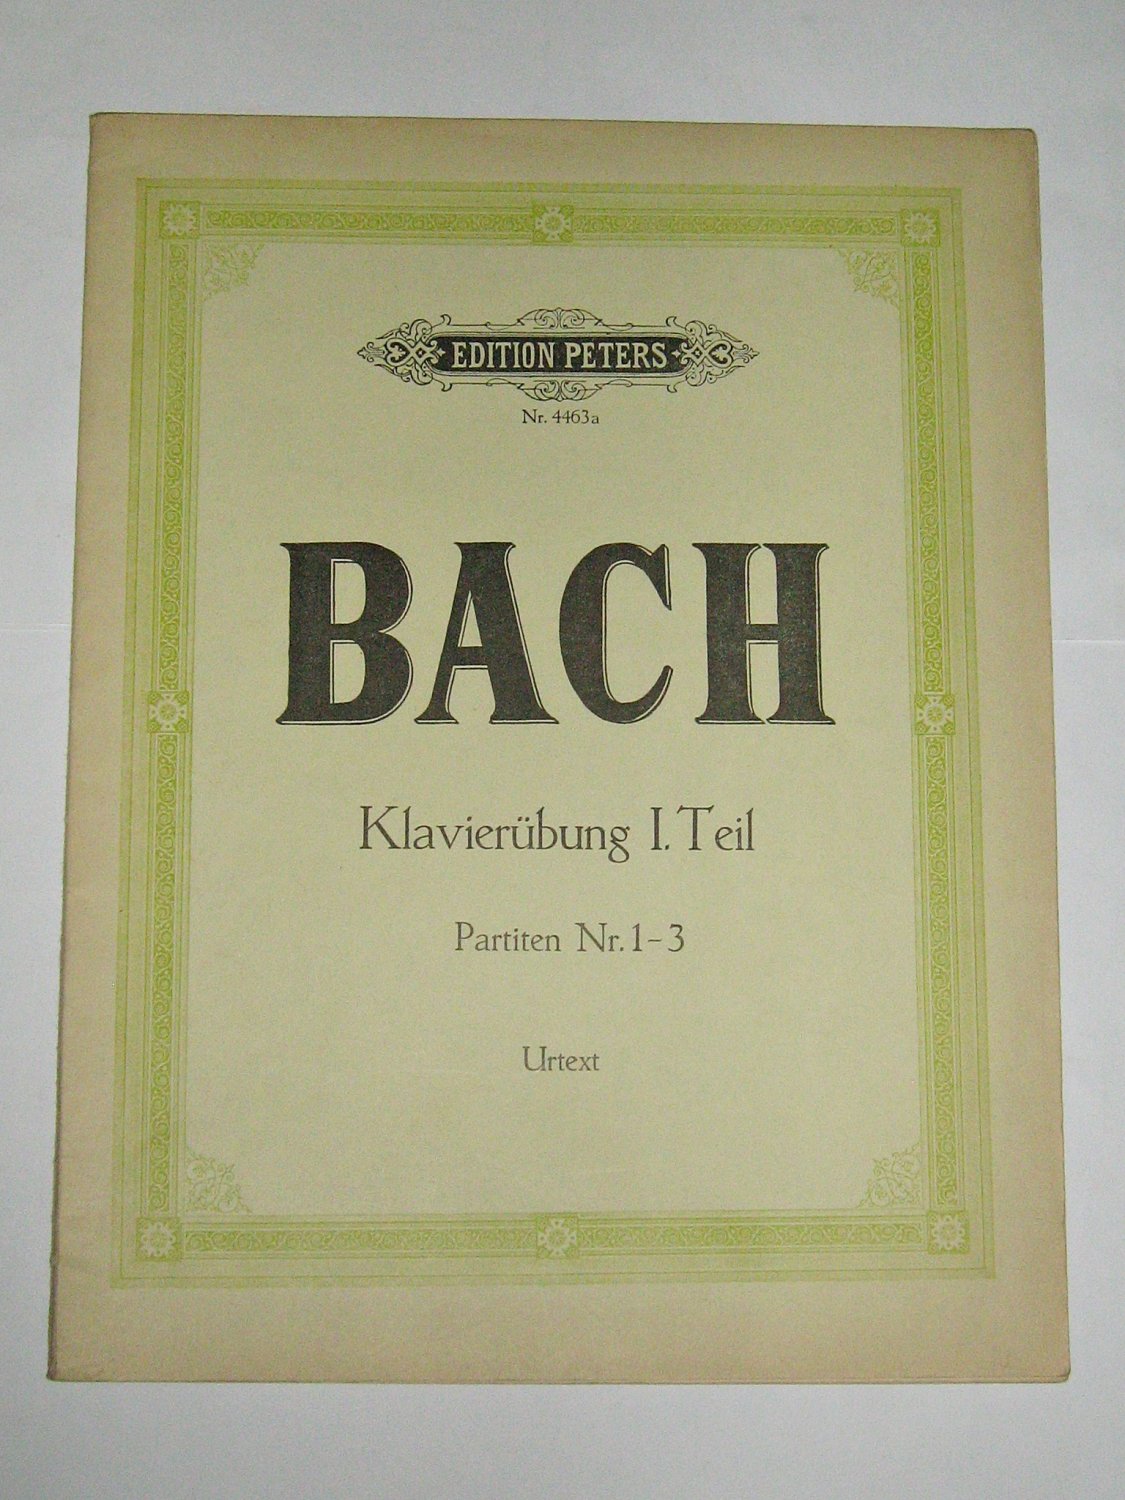 EDITION PETERS
Nr. 4463a
BACH
Klavierübung I. Teil
Partiten Nr. 1–3
Urtext